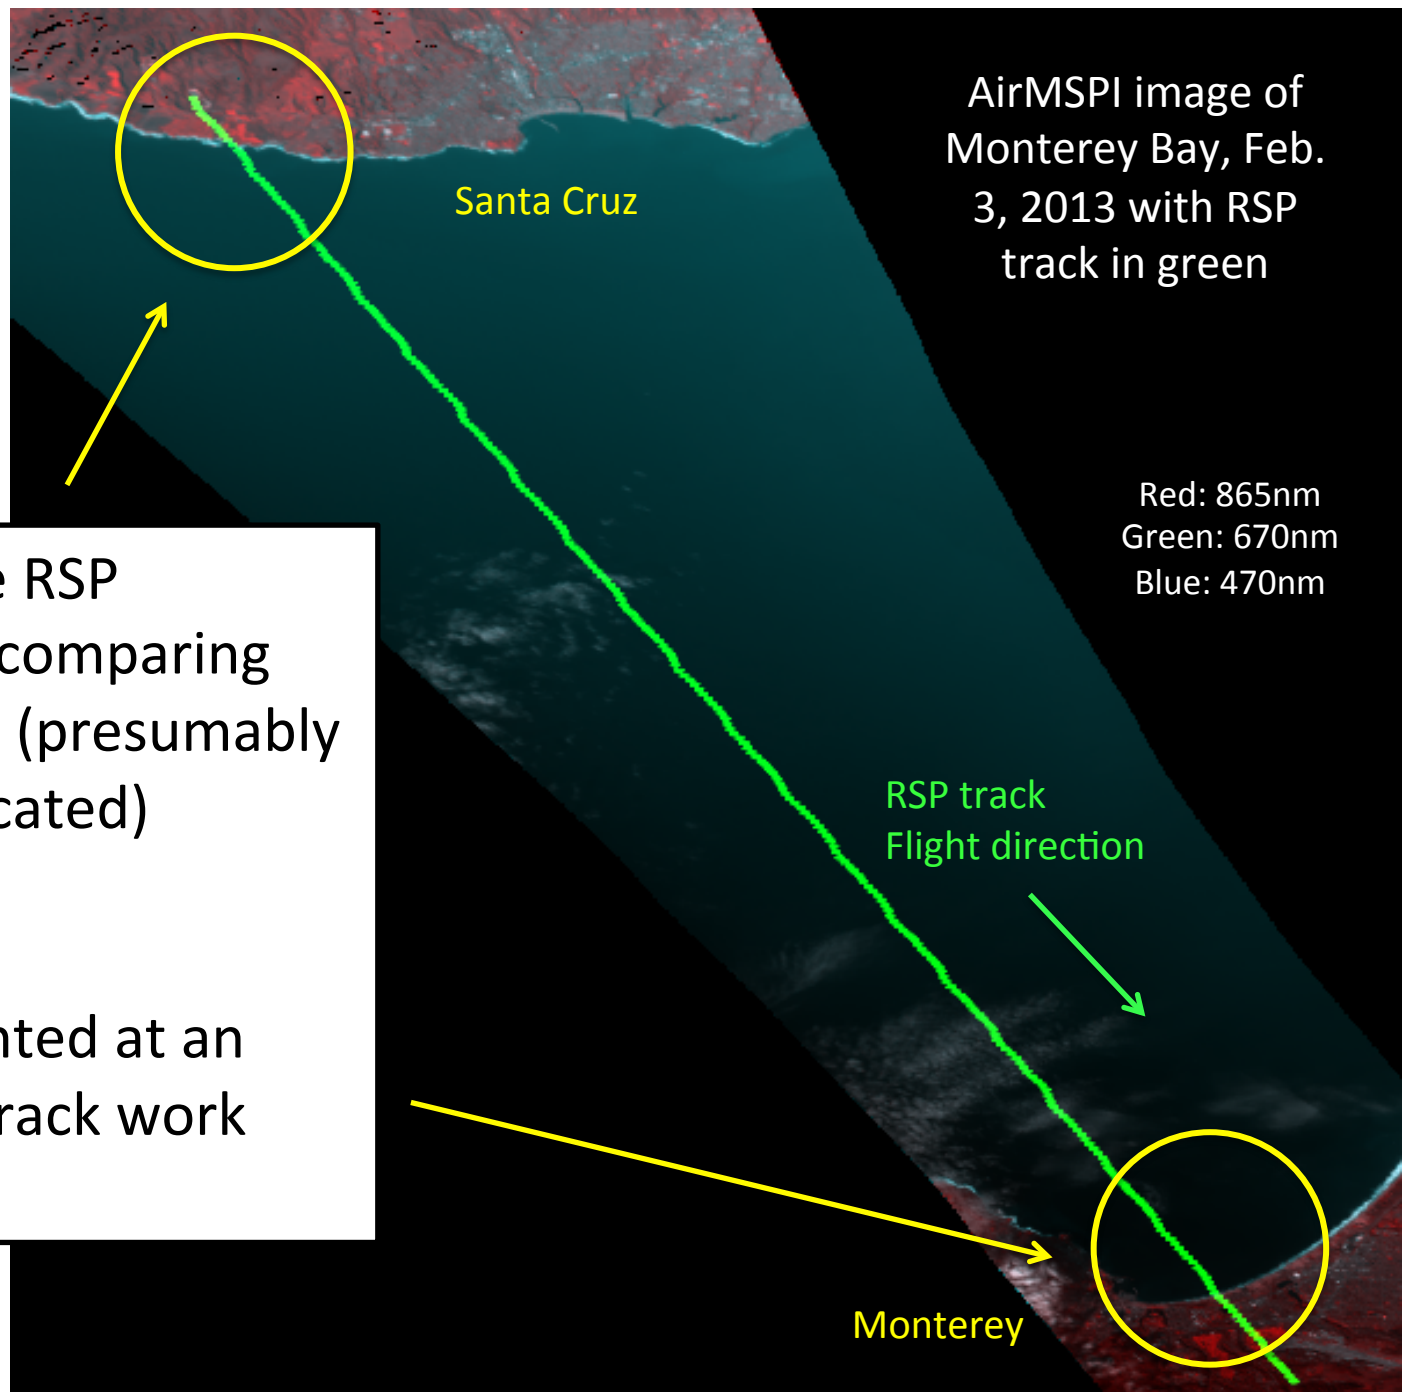 AirMSPI image of
Monterey Bay, Feb.
3, 2013 with RSP
track in green
Santa Cruz
Red: 865nm
Green: 670nm
Blue: 470nm
RSP
comparing
(presumably
cated)
nted at an
rack work
RSP track
Flight direction
Monterey